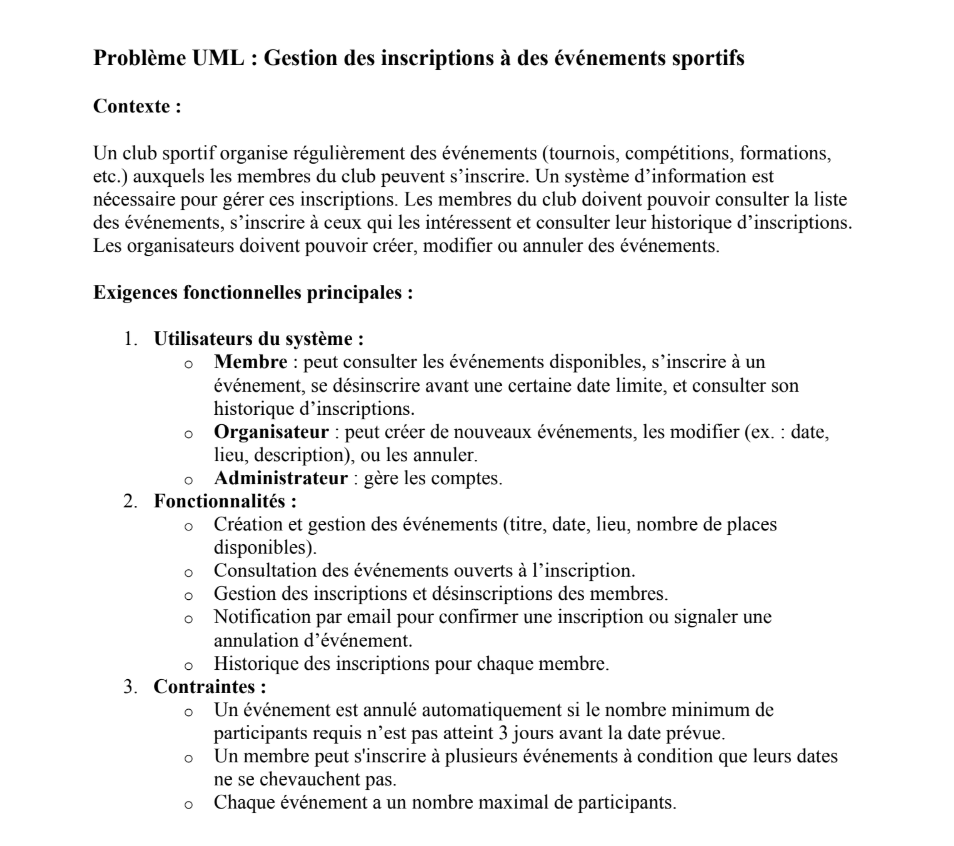 Problème UML : Gestion des inscriptions à des événements sportifs
Contexte :
Un club sportif organise régulièrement des événements (tournois, compétitions, formations,
etc.) auxquels les membres du club peuvent s’inscrire. Un système d’information est
nécessaire pour gérer ces inscriptions. Les membres du club doivent pouvoir consulter la liste
des événements, s’inscrire à ceux qui les intéressent et consulter leur historique d’inscriptions.
Les organisateurs doivent pouvoir créer, modifier ou annuler des événements.
Exigences fonctionnelles principales :
1. Utilisateurs du système :
o Membre : peut consulter les événements disponibles, s’inscrire à un
événement, se désinscrire avant une certaine date limite, et consulter son
historique d’inscriptions.
o Organisateur : peut créer de nouveaux événements, les modifier (ex. : date,
lieu, description), ou les annuler.
o Administrateur : gère les comptes.
2. Fonctionnalités :
o Création et gestion des événements (titre, date, lieu, nombre de places
disponibles).
o Consultation des événements ouverts à l’inscription.
o Gestion des inscriptions et désinscriptions des membres.
o Notification par email pour confirmer une inscription ou signaler une
annulation d’événement.
o Historique des inscriptions pour chaque membre.
3. Contraintes :
o Un événement est annulé automatiquement si le nombre minimum de
participants requis n’est pas atteint 3 jours avant la date prévue.
o Un membre peut s'inscrire à plusieurs événements à condition que leurs dates
ne se chevauchent pas.
o Chaque événement a un nombre maximal de participants.